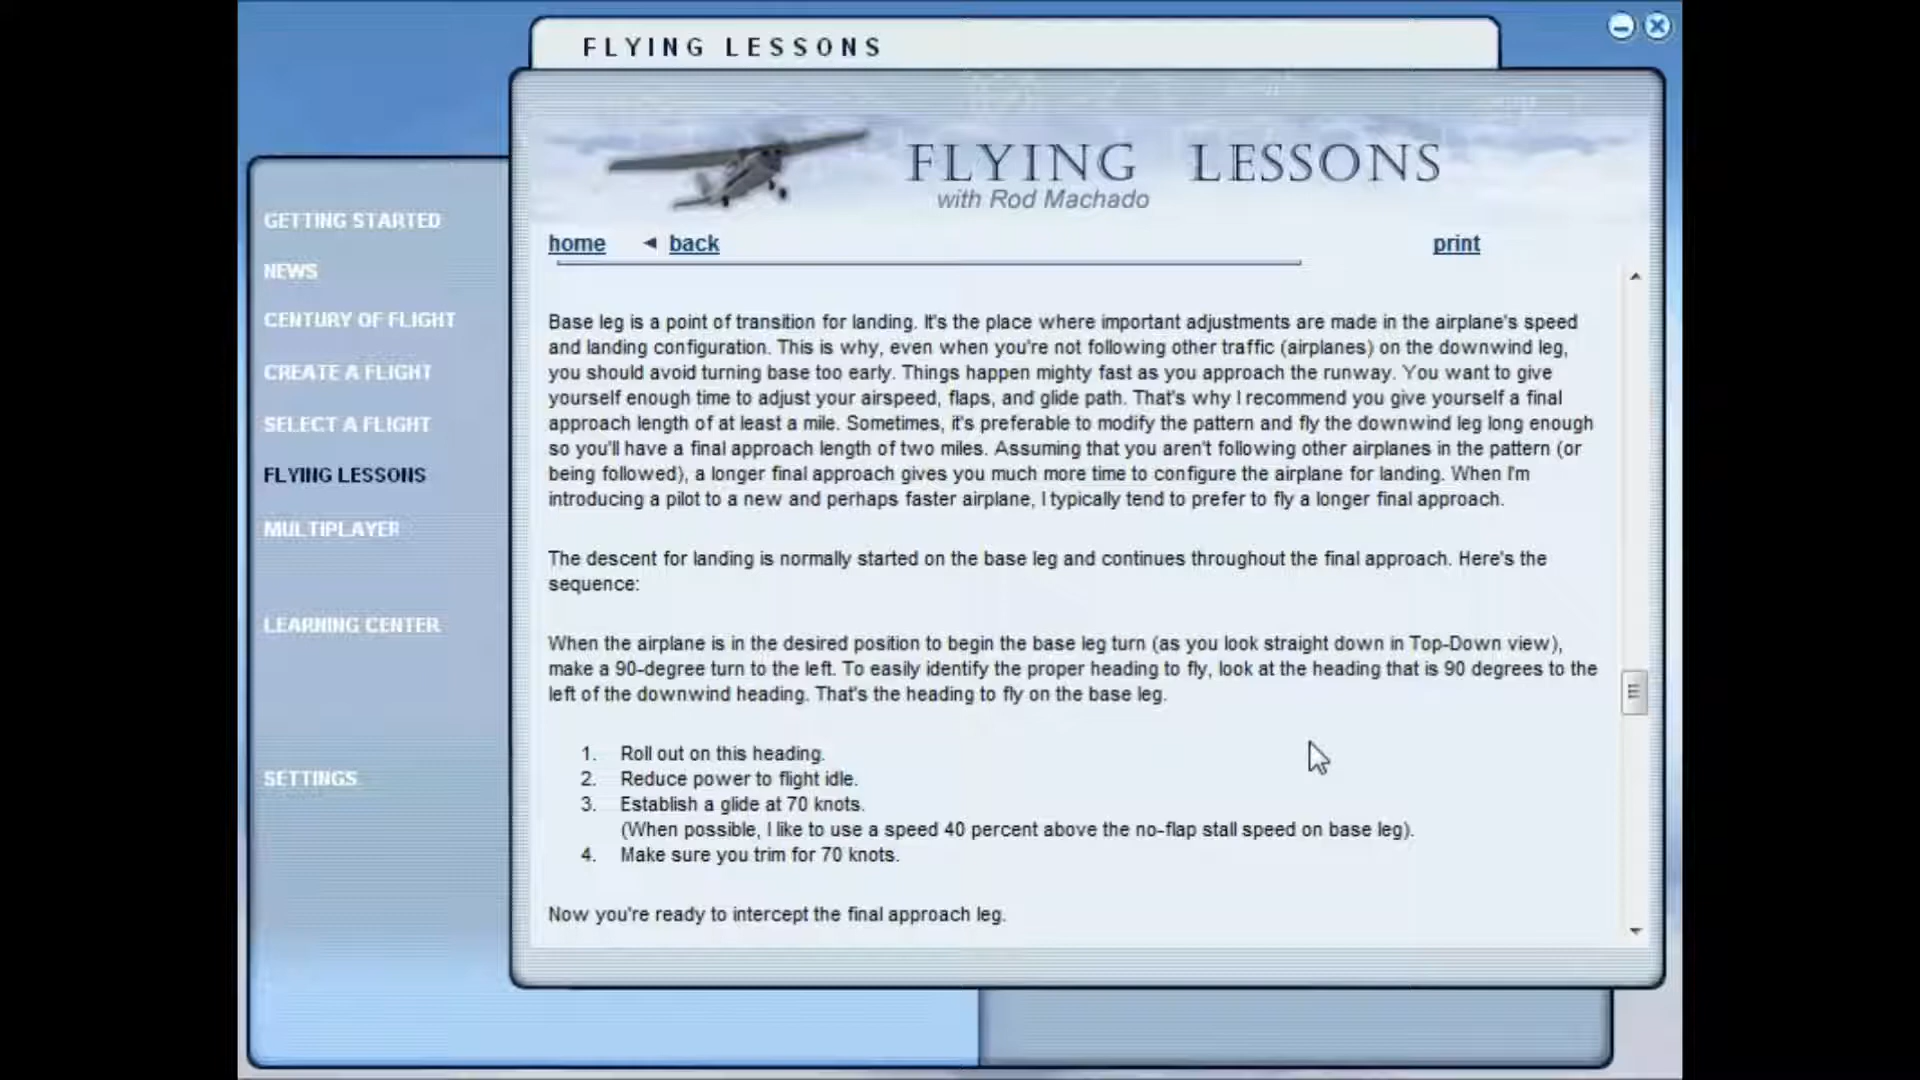 FLYING LESSONS
FLYING LESSONS
with Rod Machado
home ◄ back print
GETTING STARTED
NEWS
CENTURY OF FLIGHT
CREATE A FLIGHT
SELECT A FLIGHT
FLYING LESSONS
MULTIPLAYER
LEARNING CENTER
SETTINGS
Base leg is a point of transition for landing. It's the place where important adjustments are made in the airplane's speed
and landing configuration. This is why, even when you're not following other traffic (airplanes) on the downwind leg,
you should avoid turning base too early. Things happen mighty fast as you approach the runway. You want to give
yourself enough time to adjust your airspeed, flaps, and glide path. That's why I recommend you give yourself a final
approach length of at least a mile. Sometimes, it's preferable to modify the pattern and fly the downwind leg long enough
so you'll have a final approach length of two miles. Assuming that you aren't following other airplanes in the pattern (or
being followed), a longer final approach gives you much more time to configure the airplane for landing. When I'm
introducing a pilot to a new and perhaps faster airplane, I typically tend to prefer to fly a longer final approach.
The descent for landing is normally started on the base leg and continues throughout the final approach. Here's the
sequence:
When the airplane is in the desired position to begin the base leg turn (as you look straight down in Top-Down view),
make a 90-degree turn to the left. To easily identify the proper heading to fly, look at the heading that is 90 degrees to the
left of the downwind heading. That's the heading to fly on the base leg.
1. Roll out on this heading.
2. Reduce power to flight idle.
3. Establish a glide at 70 knots.
(When possible, I like to use a speed 40 percent above the no-flap stall speed on base leg).
4. Make sure you trim for 70 knots.
Now you're ready to intercept the final approach leg.